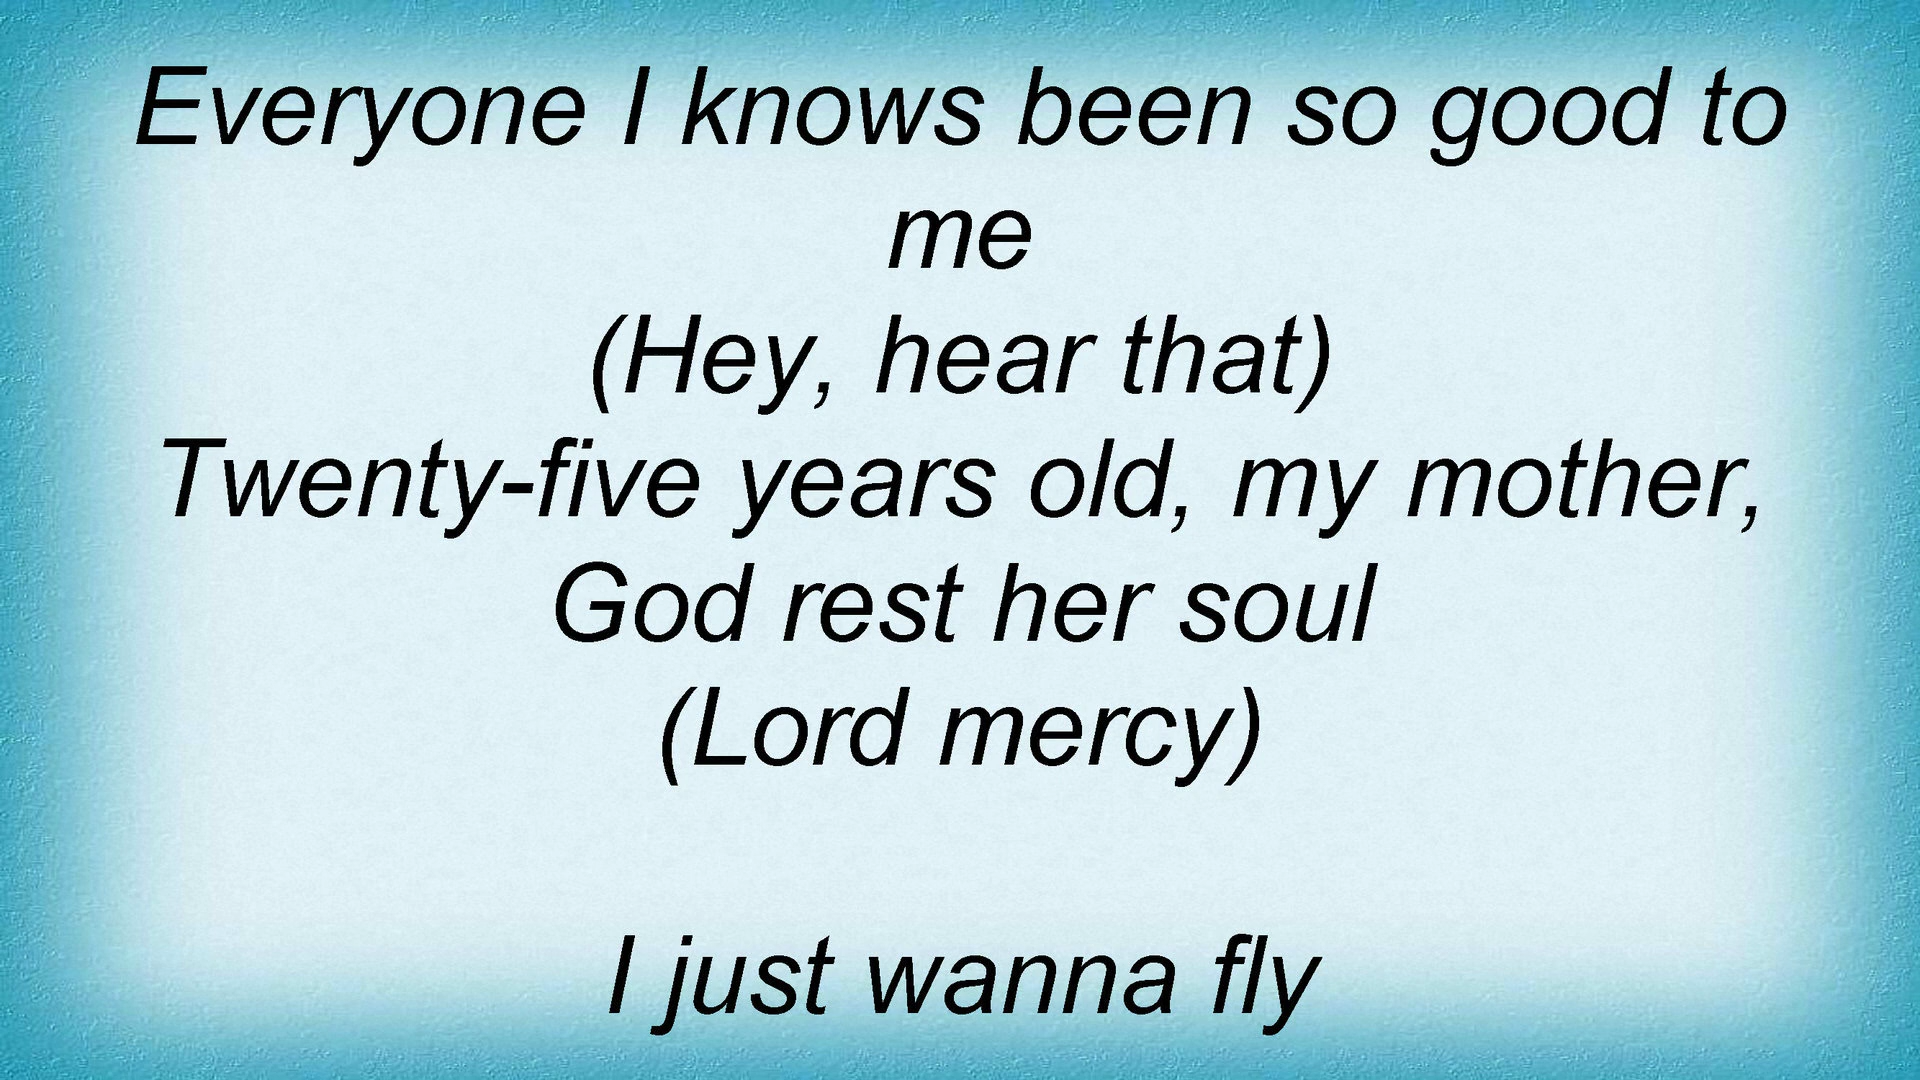 Everyone I knows been so good to
me
(Hey, hear that)
Twenty-five years old, my mother,
God rest her soul
(Lord mercy)
I just wanna fly